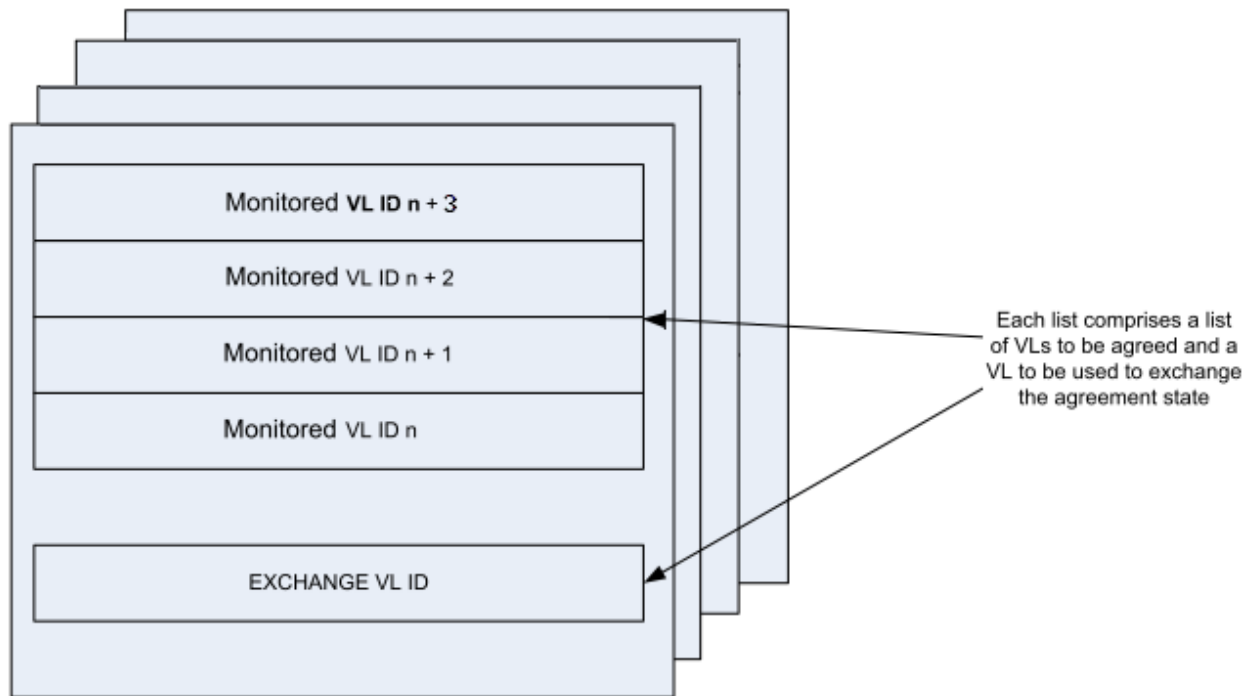 Monitored VL ID n + 3
Monitored VL ID n + 2
Monitored VL ID n + 1
Monitored VL ID n
EXCHANGE VL ID
Each list comprises a list
of VLs to be agreed and a
VL to be used to exchange
the agreement state